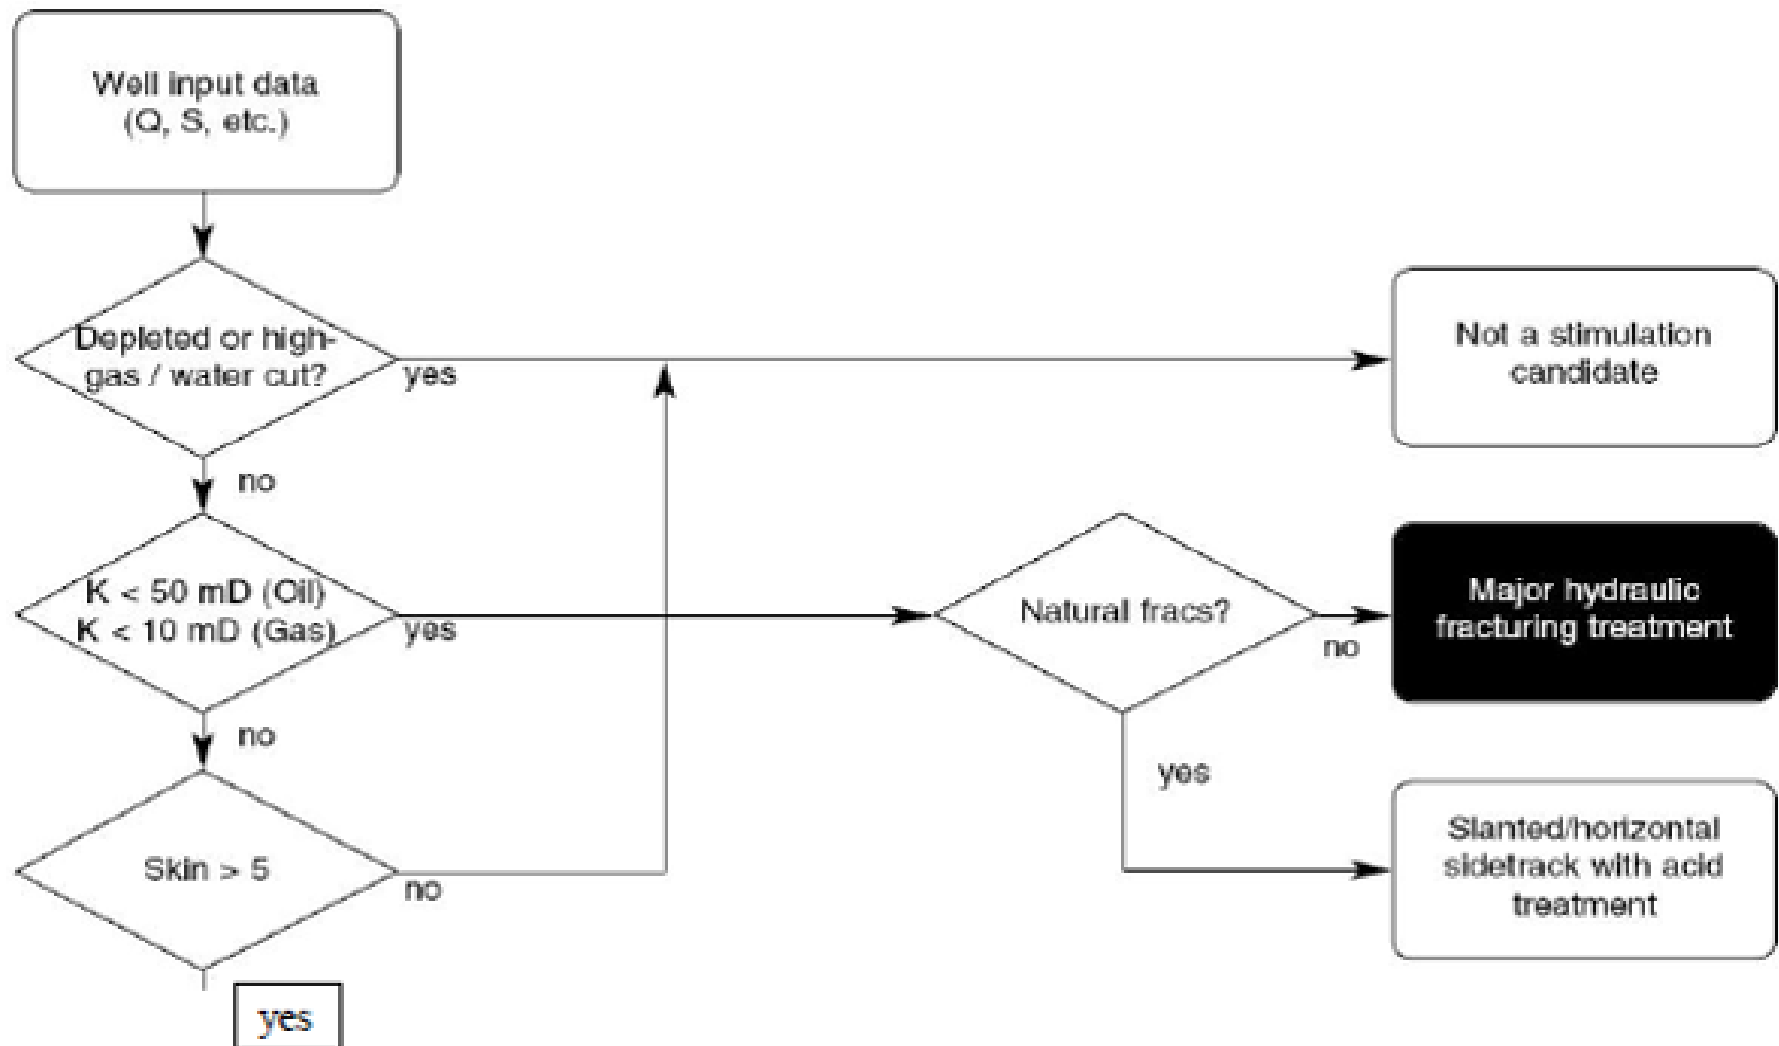 Well input data
(Q, S, etc.)
Depleted or high-
gas / water cut?
yes
Not a stimulation
candidate
no
K < 50 mD (Oil)
K < 10 mD (Gas)
yes
Natural fracs?
no
Major hydraulic
fracturing treatment
no
yes
Skin > 5
no
Slanted/horizontal
sidetrack with acid
treatment
yes